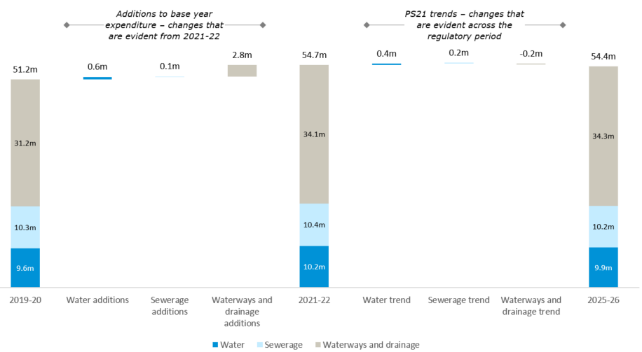 Additions to base year
expenditure – changes that
are evident from 2021-22
PS21 trends – changes that
are evident across the
regulatory period
51.2m
0.6m
0.1m
2.8m
54.7m
0.4m
0.2m
-0.2m
54.4m
31.2m
34.1m
34.3m
10.3m
10.4m
10.2m
9.6m
10.2m
9.9m
2019-20
Water additions
Sewerage
additions
Waterways and
drainage
additions
2021-22
Water trend
Sewerage trend
Waterways and
drainage trend
2025-26
Water
Sewerage
Waterways and drainage